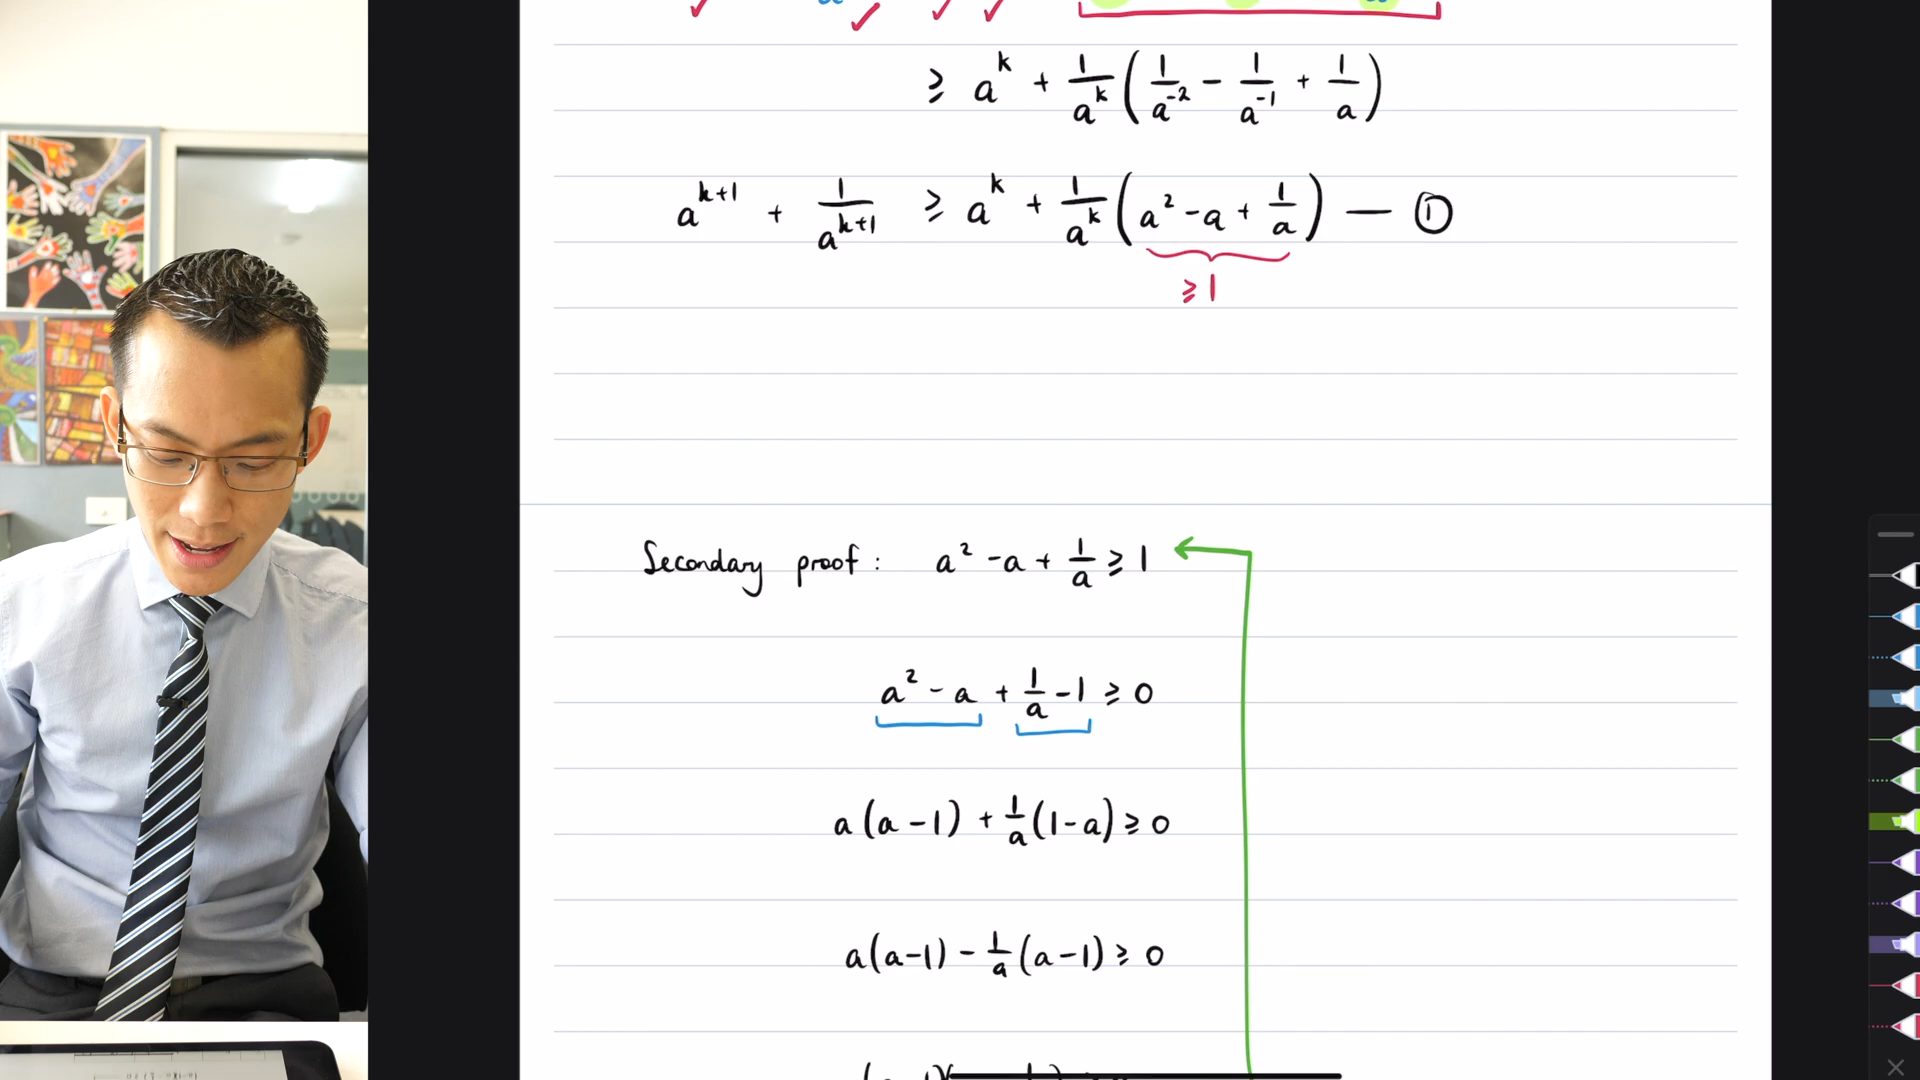 ≥ a^k + 1/a^k (1/a^-2 - 1/a^-1 + 1/a)
a^k+1 + 1/a^k+1 ≥ a^k + 1/a^k (a² - a + 1/a) — ①
≥ 1
Secondary proof : a² - a + 1/a ≥ 1
a² - a + 1/a - 1 ≥ 0
a(a-1) + 1/a(1-a) ≥ 0
a(a-1) - 1/a(a-1) ≥ 0